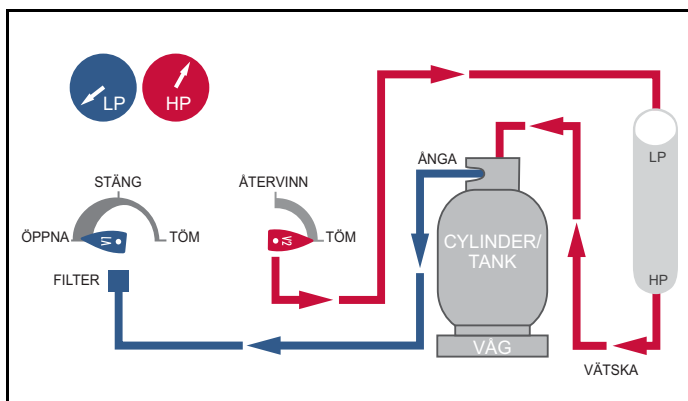 LP
HP
ÅNGA
LP
STÄNG
ÅTERVINN
ÖPPNA
V1
TÖM
V2
TÖM
CYLINDER/
TANK
FILTER
HP
VÅG
VÄTSKA